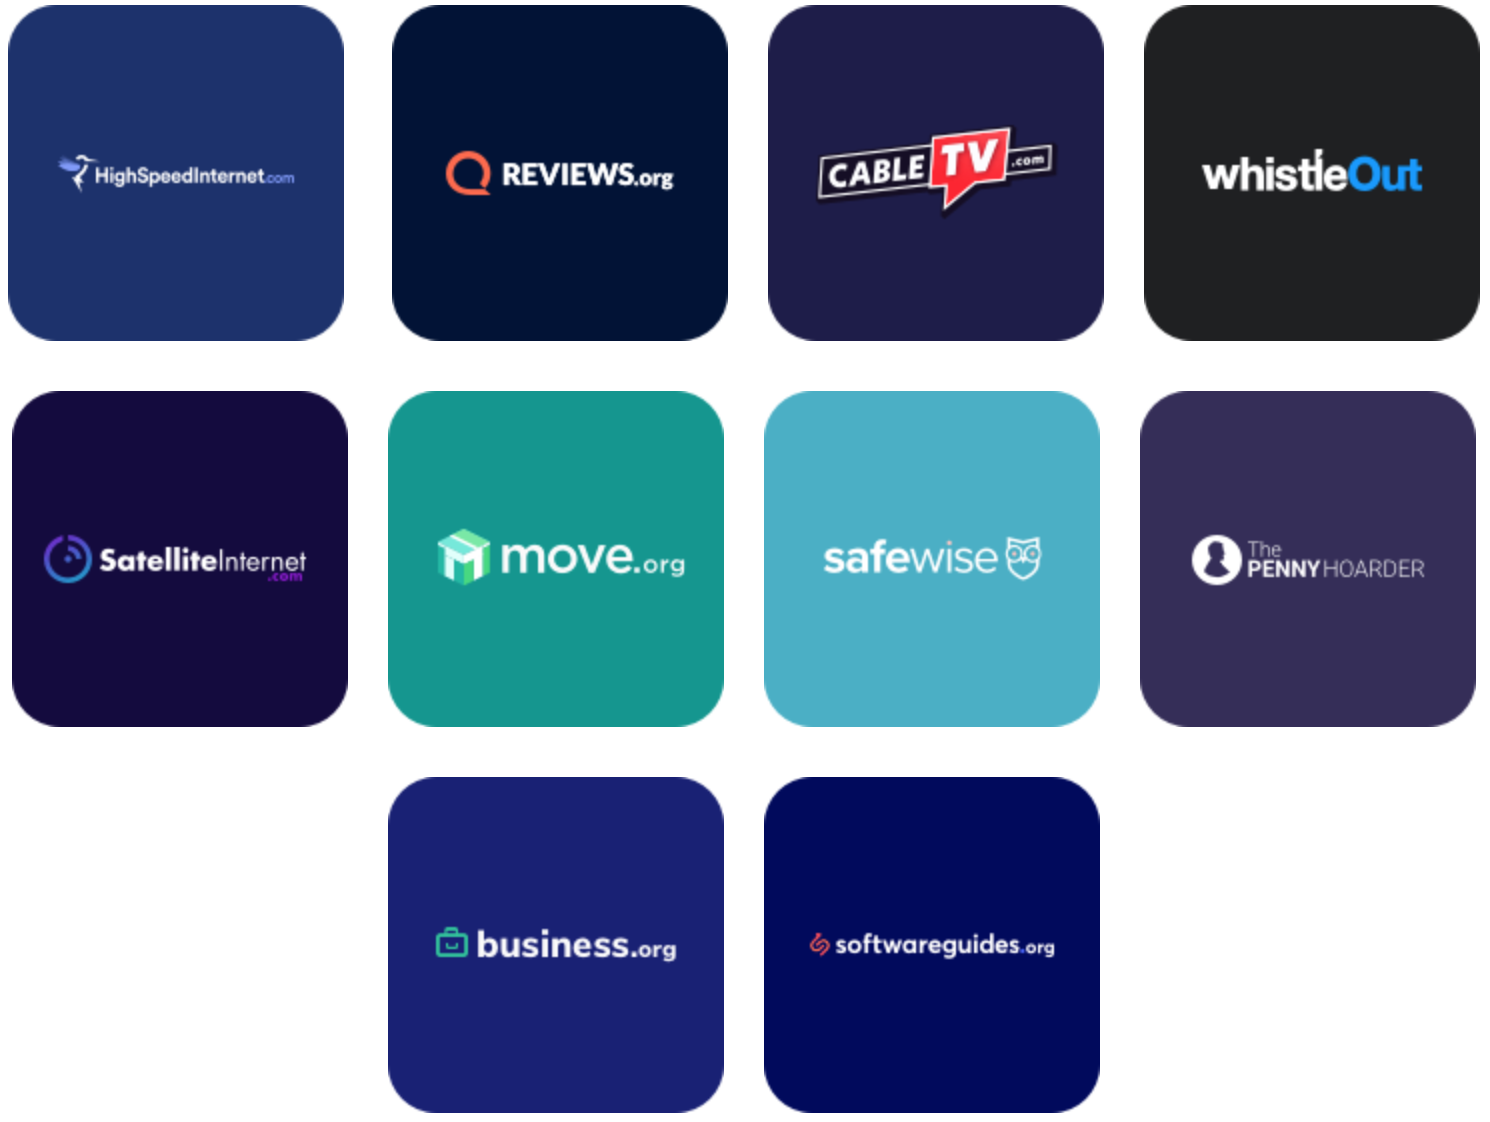 HighSpeedInternet.com
REVIEWS.org
CABLE TV .com
whistleOut
SatelliteInternet
.com
move.org
safewise
The
PENNY HOARDER
business.org
softwareguides.org